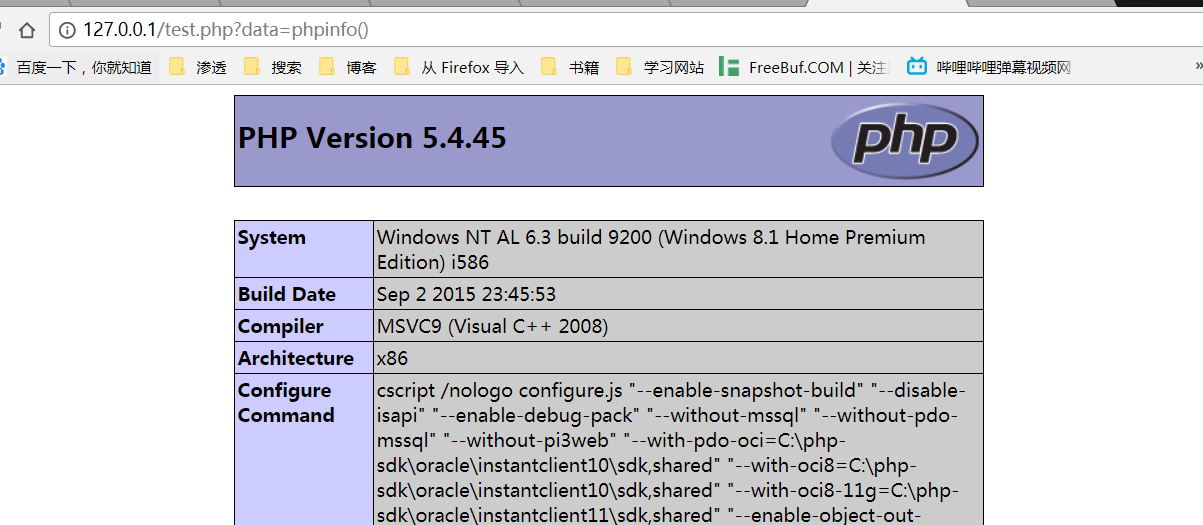 127.0.0.1/test.php?data=phpinfo()
百度一下，你就知道 渗透 搜索 博客 从 Firefox 导入 书籍 学习网站 FreeBuf.COM | 关注 哔哩哔哩弹幕视频网 »
PHP Version 5.4.45
php
System Windows NT AL 6.3 build 9200 (Windows 8.1 Home Premium
Edition) i586
Build Date Sep 2 2015 23:45:53
Compiler MSVC9 (Visual C++ 2008)
Architecture x86
Configure cscript /nologo configure.js "--enable-snapshot-build" "--disable-
Command isapi" "--enable-debug-pack" "--without-mssql" "--without-pdo-
mssql" "--without-pi3web" "--with-pdo-oci=C:\php-
sdk\oracle\instantclient10\sdk,shared" "--with-oci8=C:\php-
sdk\oracle\instantclient10\sdk,shared" "--with-oci8-11g=C:\php-
sdk\oracle\instantclient11\sdk,shared" "--enable-object-out-